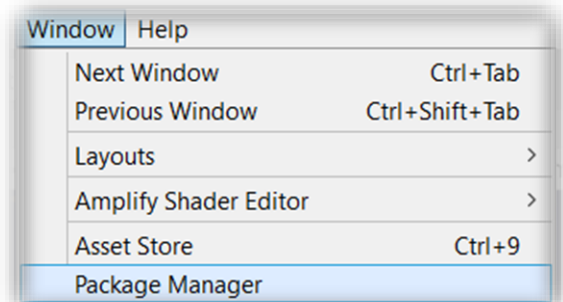 Window Help
Next Window Ctrl+Tab
Previous Window Ctrl+Shift+Tab
Layouts >
Amplify Shader Editor >
Asset Store Ctrl+9
Package Manager